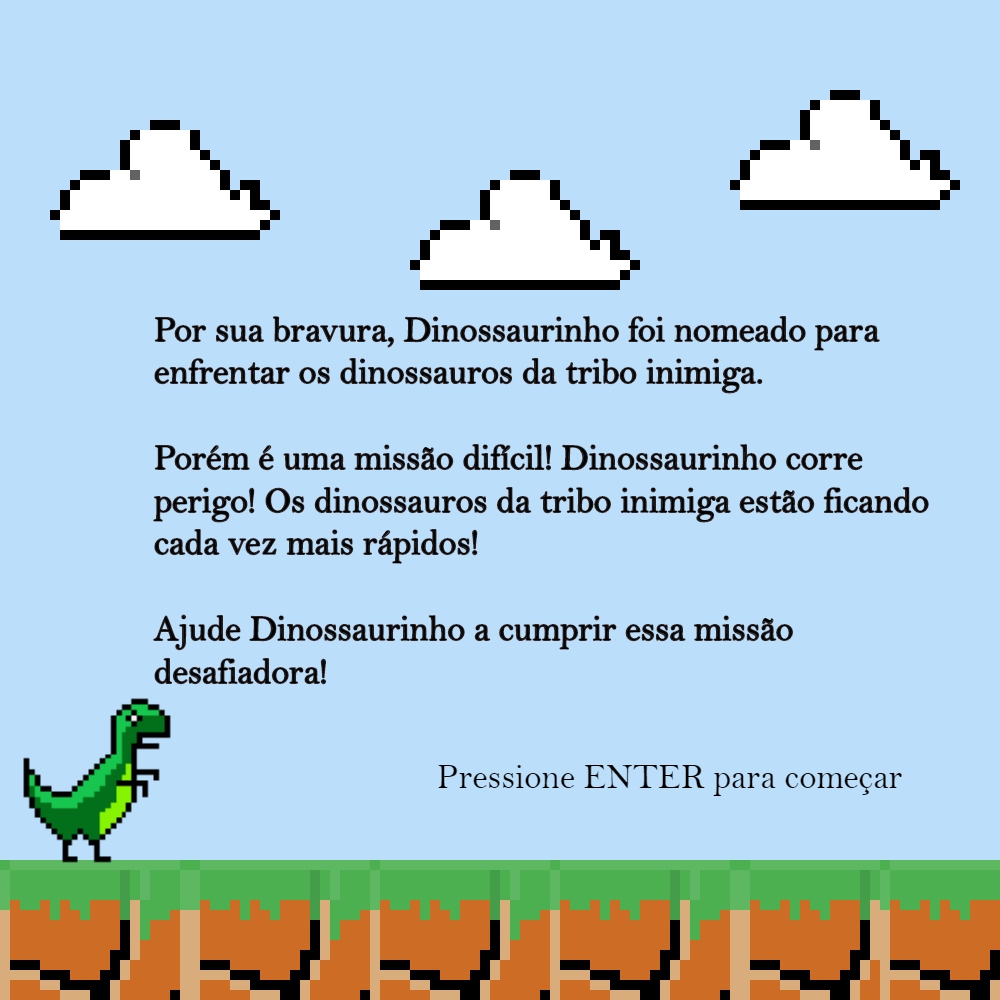 Por sua bravura, Dinossaurinho foi nomeado para
enfrentar os dinossauros da tribo inimiga.
Porém é uma missão difícil! Dinossaurinho corre
perigo! Os dinossauros da tribo inimiga estão ficando
cada vez mais rápidos!
Ajude Dinossaurinho a cumprir essa missão
desafiadora!
Pressione ENTER para começar